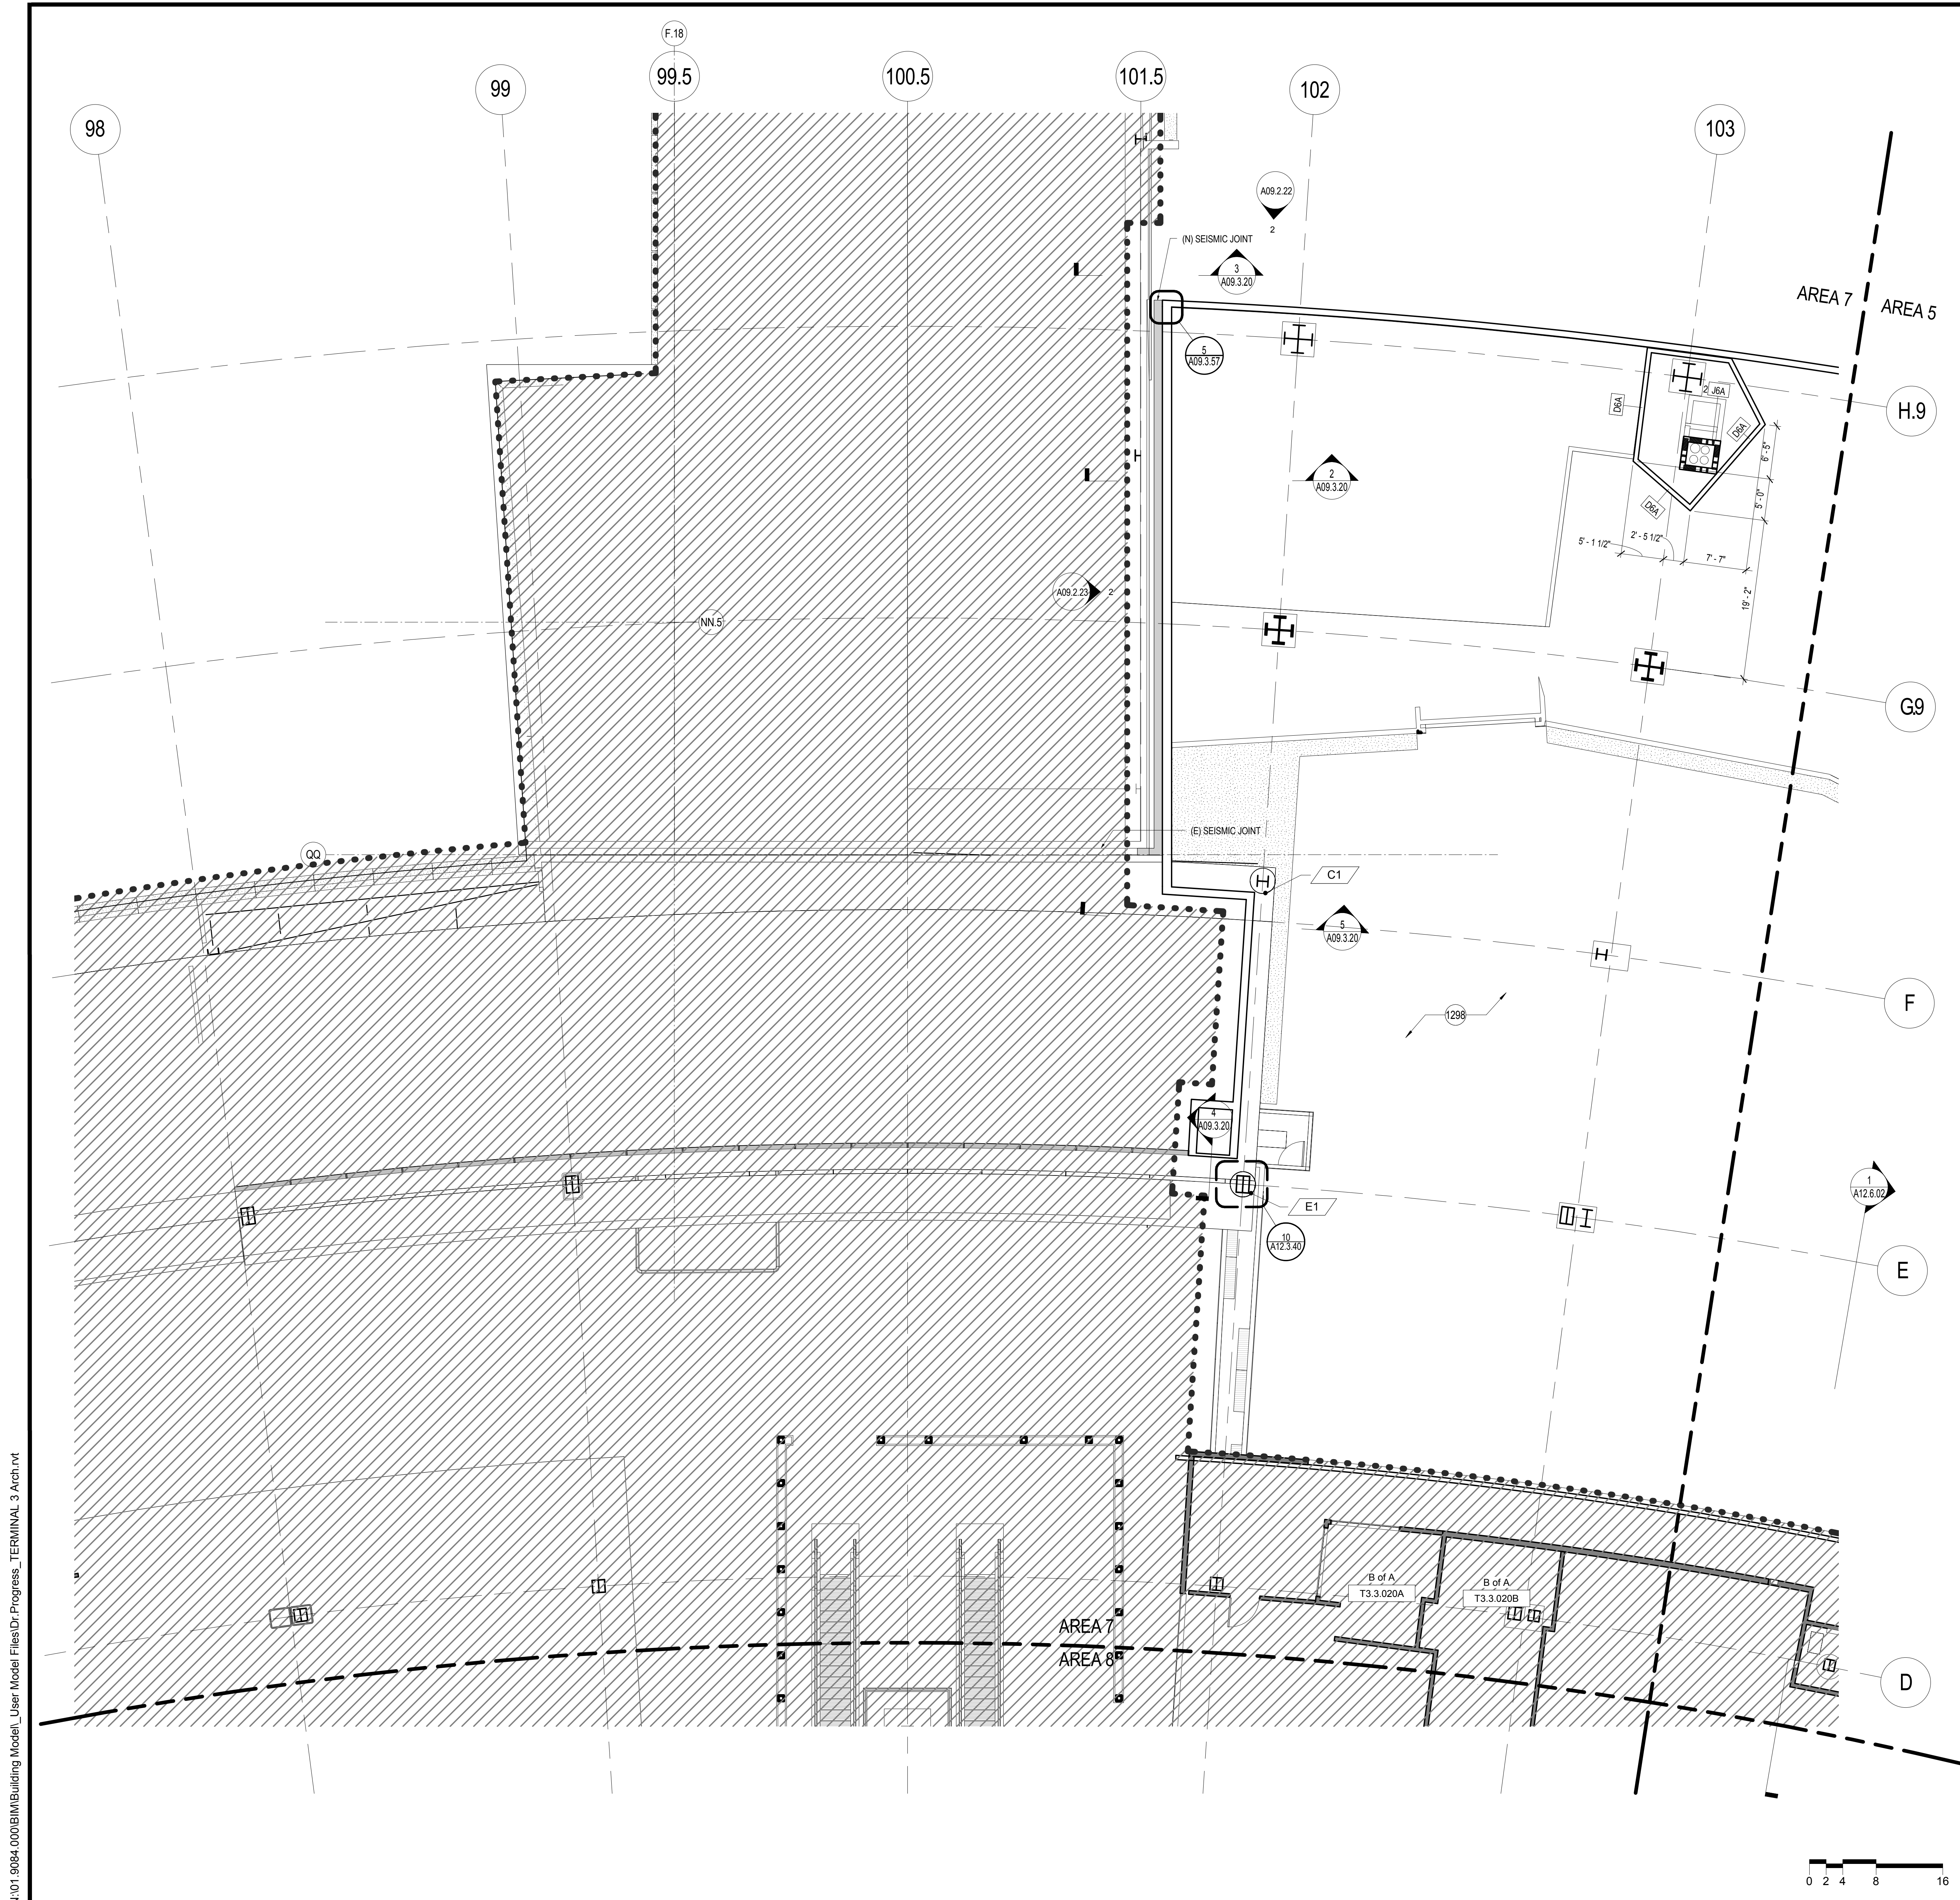 F.18
98
99
99.5
100.5
101.5
102
103
A09.2.22
2
(N) SEISMIC JOINT
3
A09.3.20
AREA 7
AREA 5
5
A09.3.57
2
J6A
D6A
D6A
D6A
H.9
6' - 5"
5' - 0"
2
A09.3.20
5' - 1 1/2"
2' - 5 1/2"
7' - 7"
19' - 2"
A09.2.23
2
NN.5
G.9
(E) SEISMIC JOINT
QQ
C1
5
A09.3.20
F
1298
4
A09.3.20
1
A12.6.02
E1
10
A12.3.40
E
B of A
T3.3.020A
B of A
T3.3.020B
AREA 7
AREA 8
D
0 2 4 8 16
:\01.9084.000\BIM\Building Model\_User Model Files\Dr.Progress_TERMINAL 3 Arch.rvt